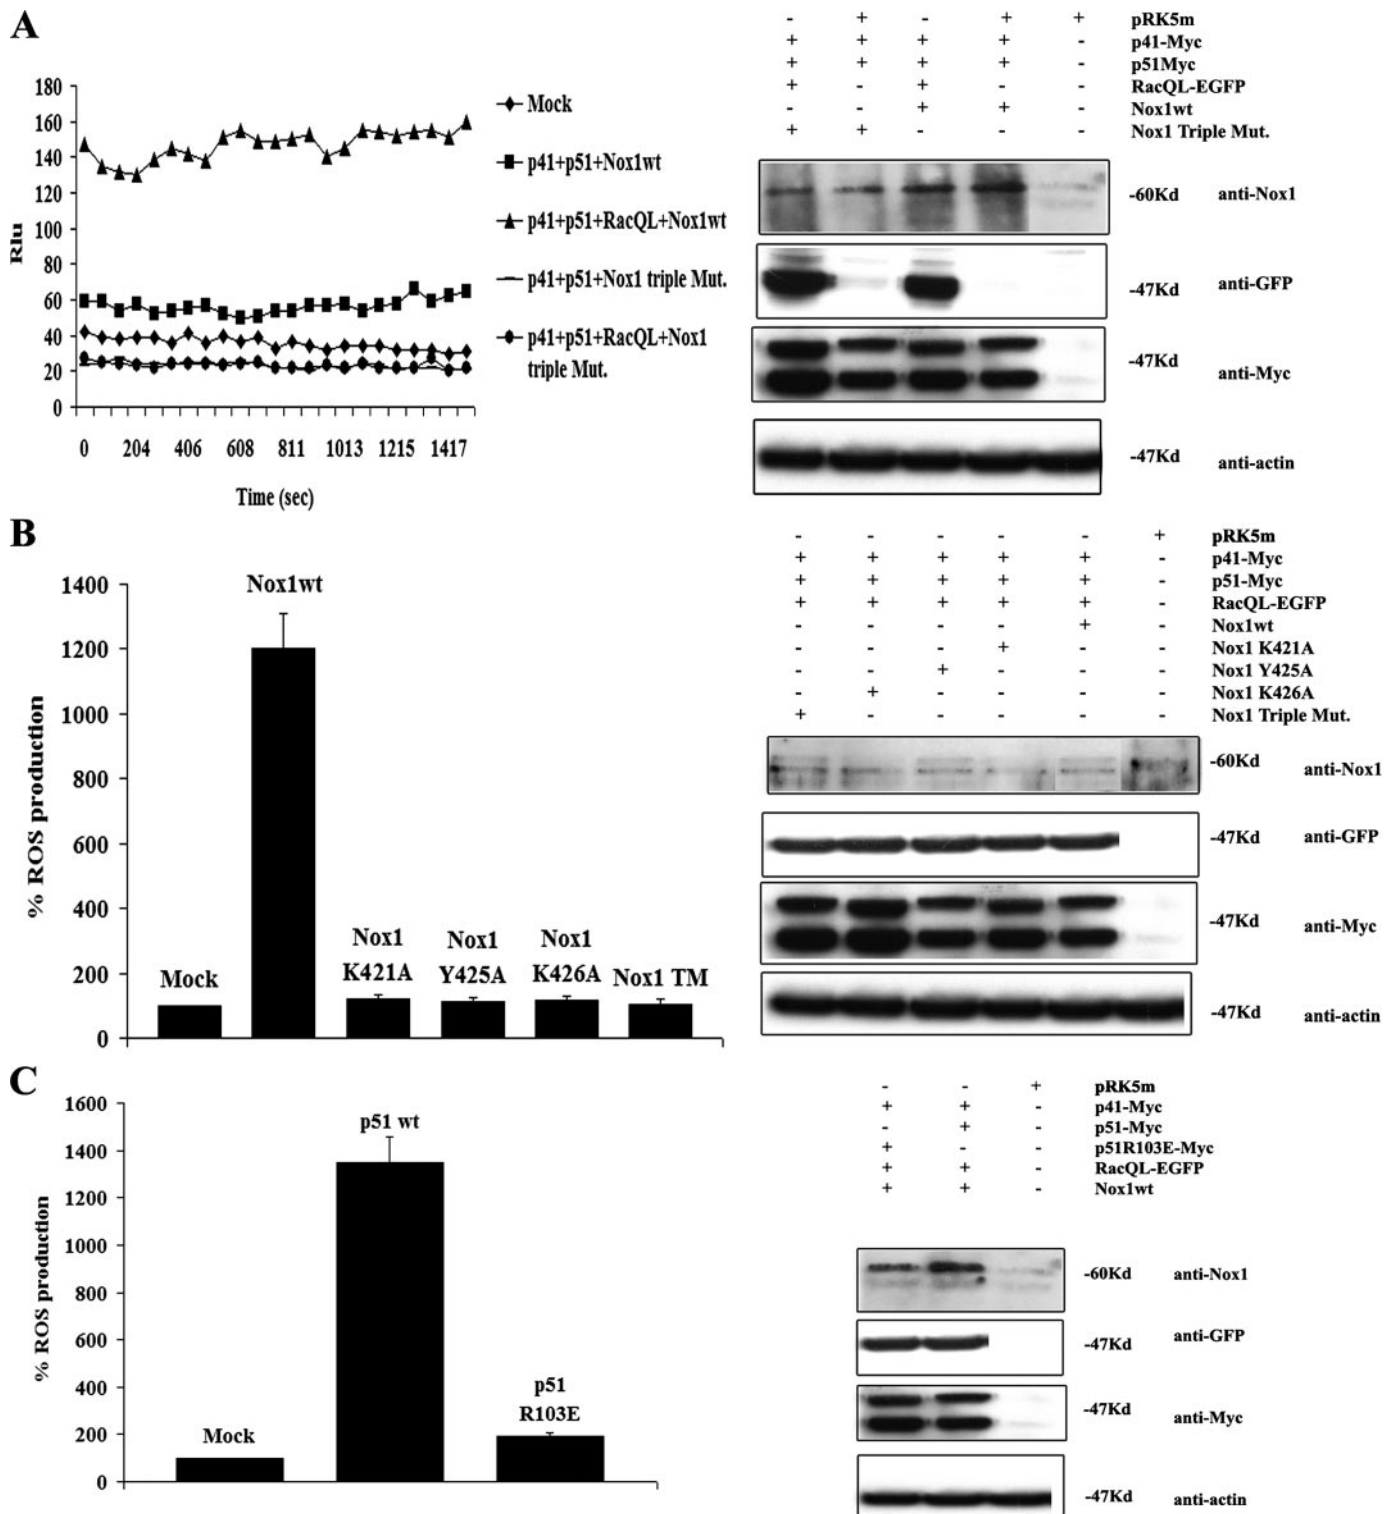 A
180
160
140
120
100
80
60
40
20
0
Rlu
0 204 406 608 811 1013 1215 1417
Time (sec)
Mock
p41+p51+Nox1wt
p41+p51+RacQL+Nox1wt
p41+p51+Nox1 triple Mut.
p41+p51+RacQL+Nox1
triple Mut.
- + - + + pRK5m
+ + + + - p41-Myc
+ + + + - p51Myc
+ - + - - RacQL-EGFP
- - + + - Nox1wt
+ + - - - Nox1 Triple Mut.
-60Kd anti-Nox1
-47Kd anti-GFP
-47Kd anti-Myc
-47Kd anti-actin
B
1400
1200
1000
800
600
400
200
0
% ROS production
Mock
Nox1wt
Nox1
K421A
Nox1
Y425A
Nox1
K426A
Nox1 TM
- - - - - + pRK5m
+ + + + + - p41-Myc
+ + + + + - p51-Myc
+ + + + + - RacQL-EGFP
- - - - + - Nox1wt
- - - + - - Nox1 K421A
- - + - - - Nox1 Y425A
- + - - - - Nox1 K426A
+ - - - - - Nox1 Triple Mut.
-60Kd anti-Nox1
-47Kd anti-GFP
-47Kd anti-Myc
-47Kd anti-actin
C
1600
1400
1200
1000
800
600
400
200
0
% ROS production
Mock
p51 wt
p51
R103E
- - + pRK5m
+ + - p41-Myc
- + - p51-Myc
+ - - p51R103E-Myc
+ + - RacQL-EGFP
+ + - Nox1wt
-60Kd anti-Nox1
-47Kd anti-GFP
-47Kd anti-Myc
-47Kd anti-actin